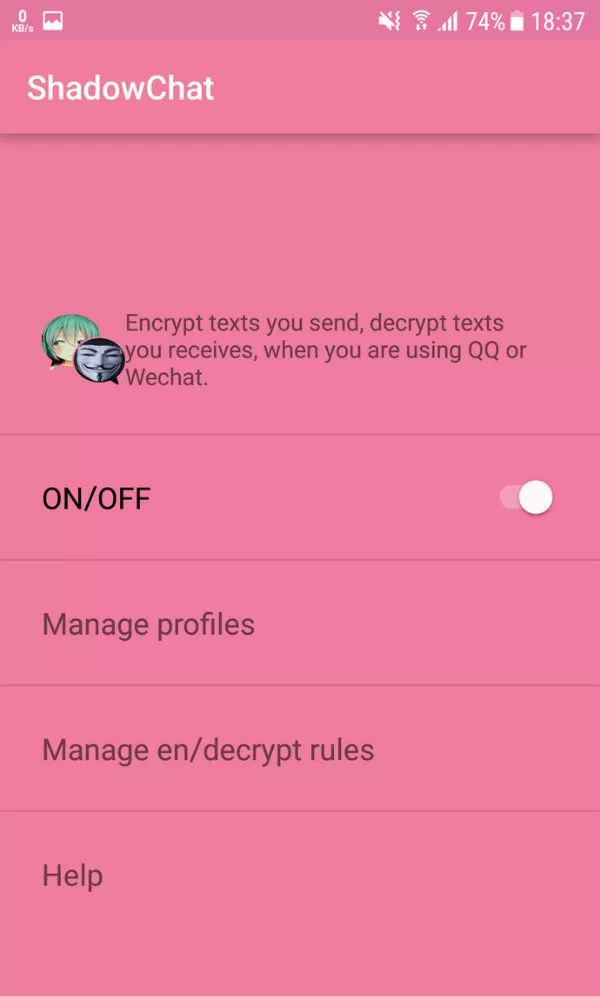 0
KB/s
74%
18:37
ShadowChat
Encrypt texts you send, decrypt texts
you receives, when you are using QQ or
Wechat.
ON/OFF
Manage profiles
Manage en/decrypt rules
Help